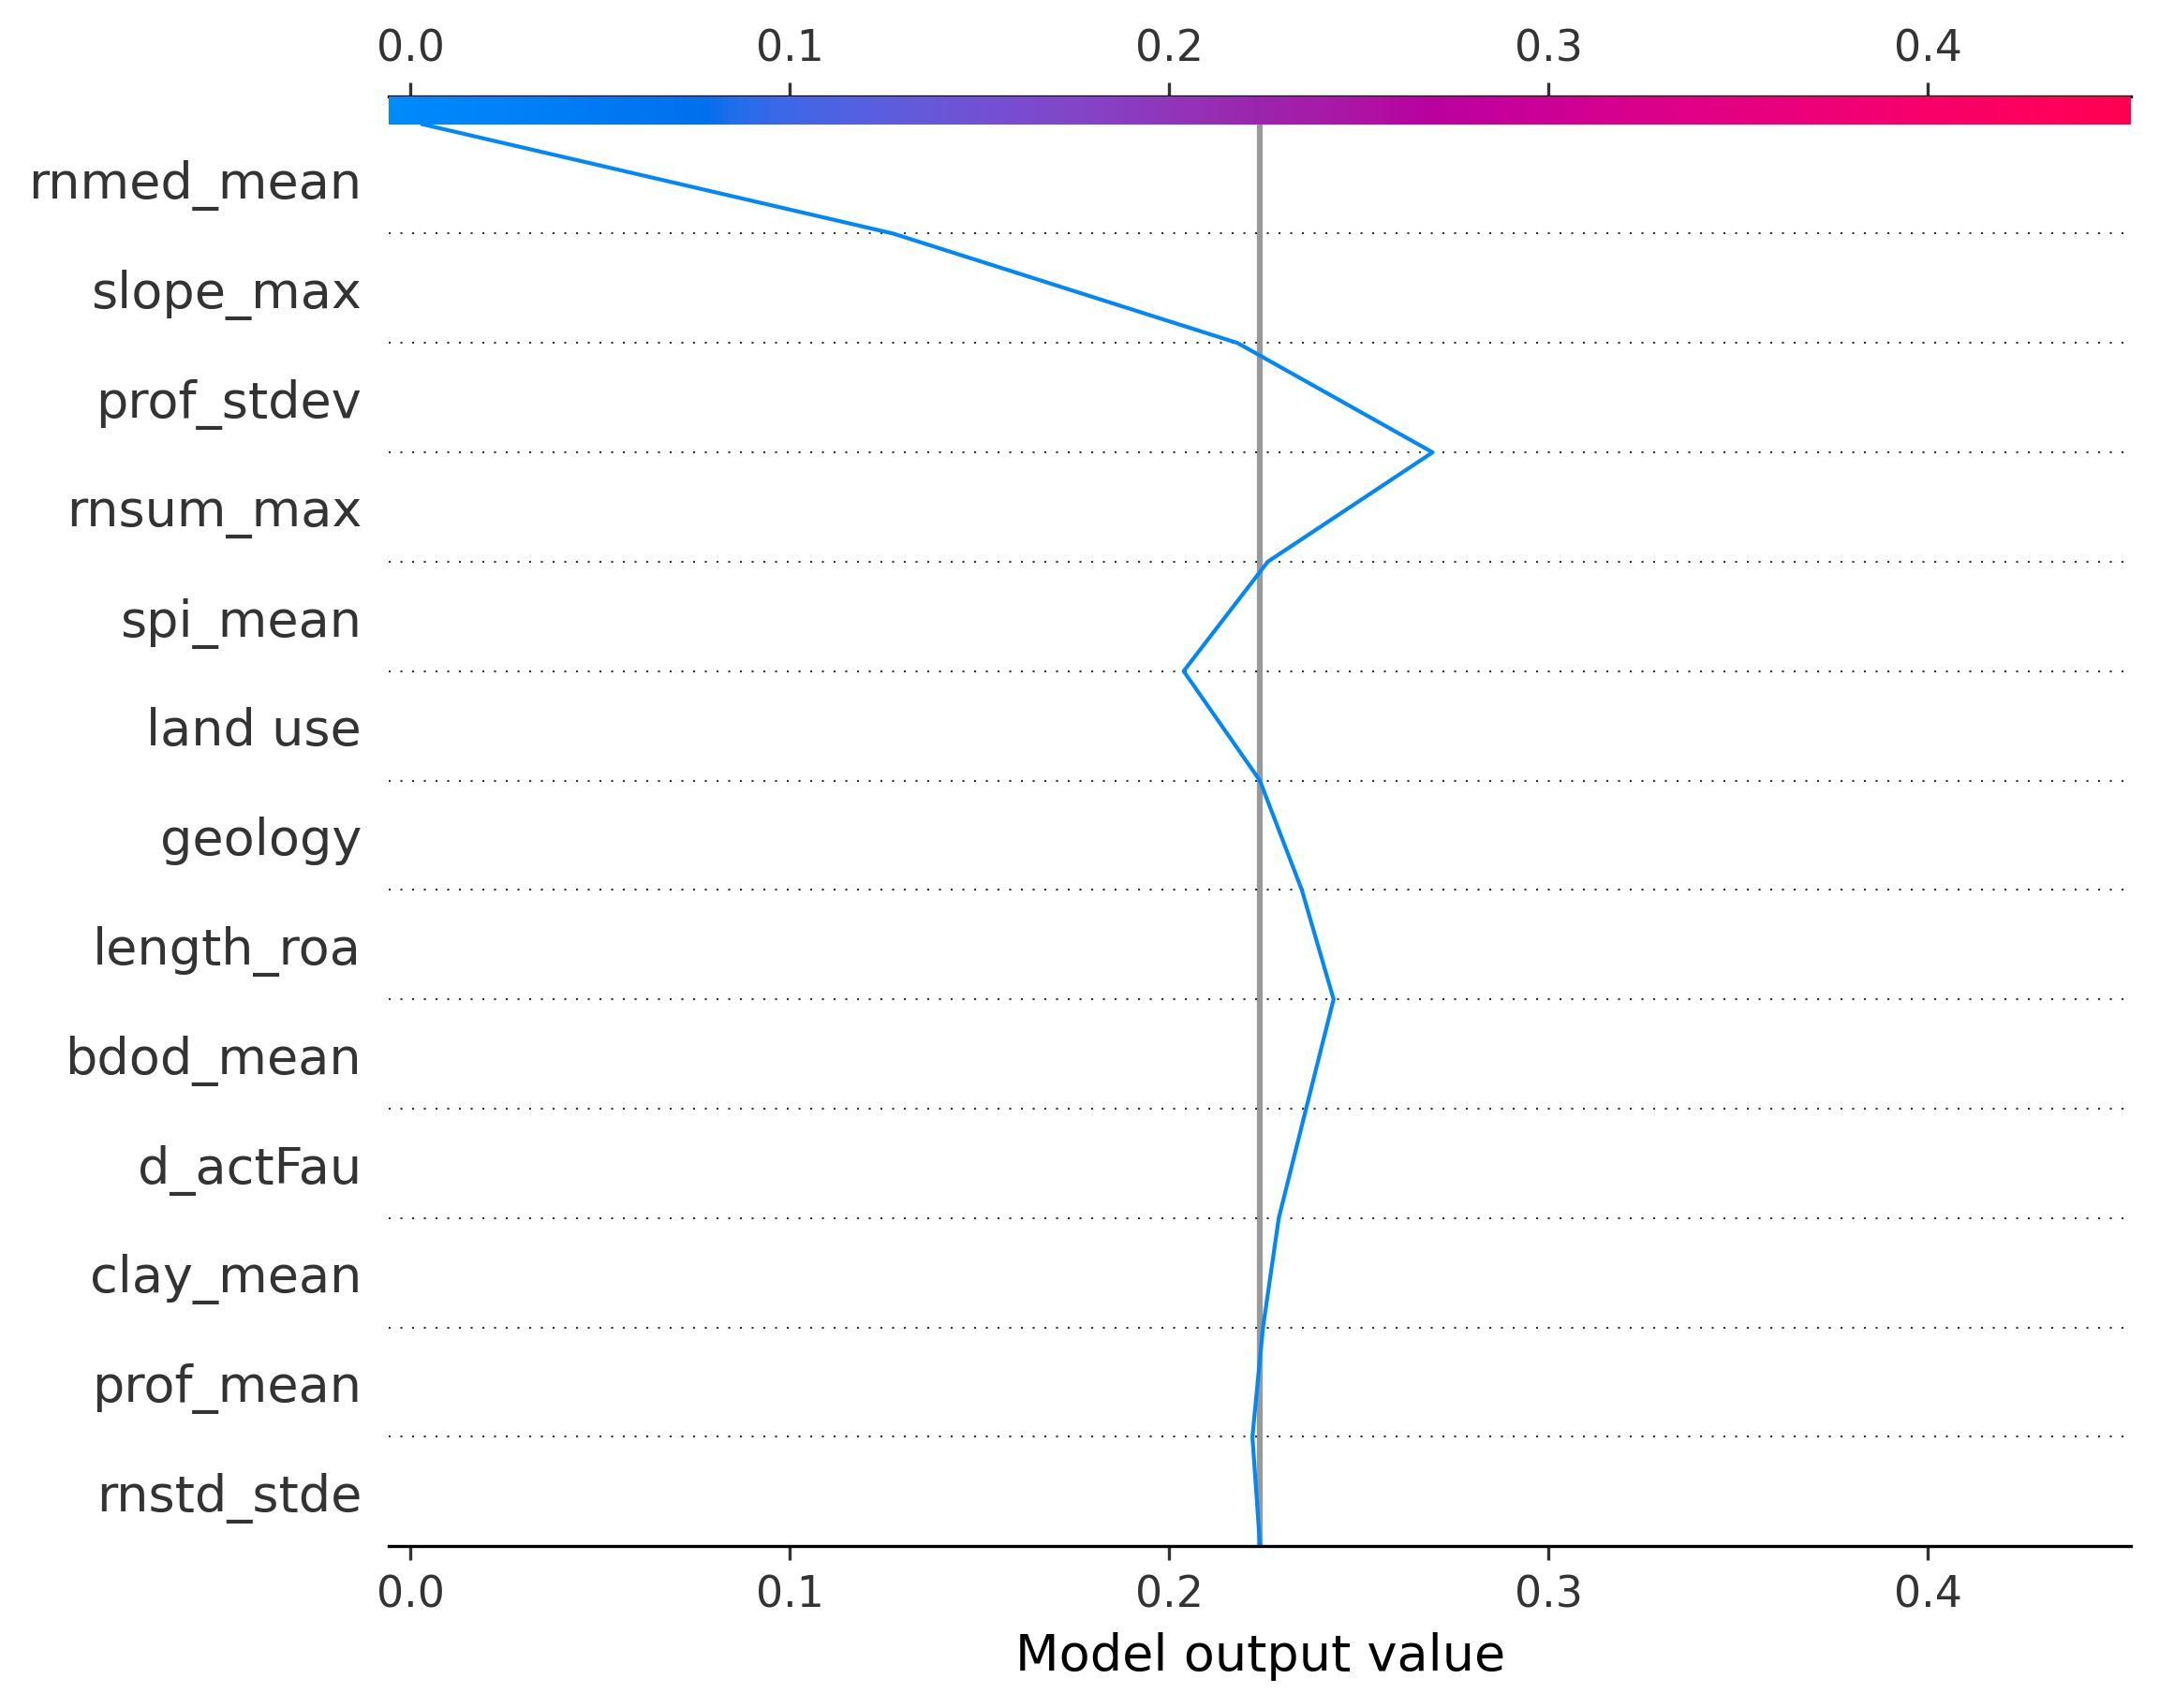 0.0 0.1 0.2 0.3 0.4
rnmed_mean
slope_max
prof_stdev
rnsum_max
spi_mean
land use
geology
length_roa
bdod_mean
d_actFau
clay_mean
prof_mean
rnstd_stde
0.0 0.1 0.2 0.3 0.4
Model output value